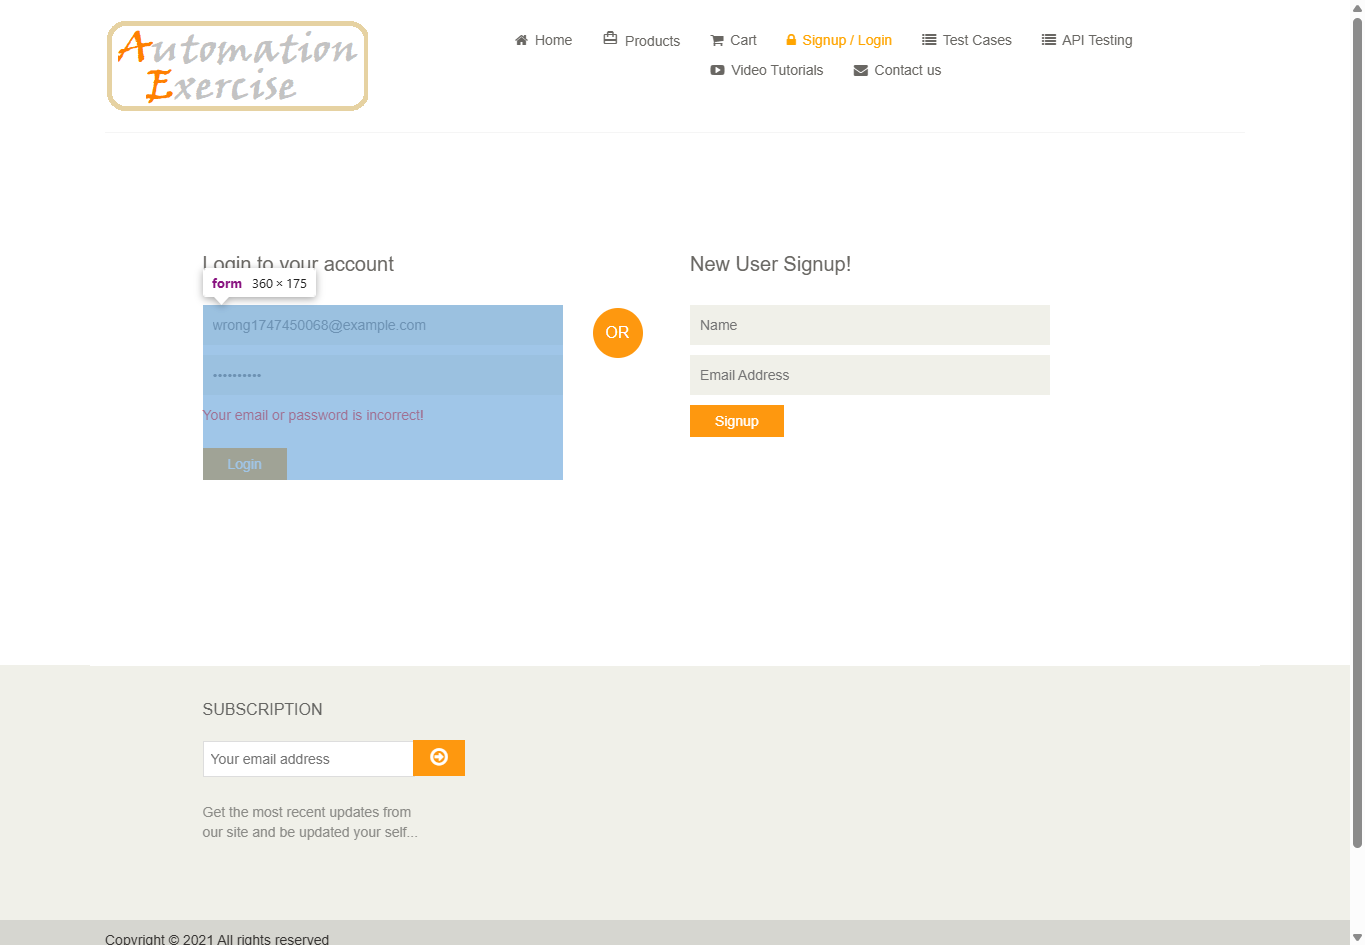 Automation
Exercise
Home
Products
Cart
Signup / Login
Test Cases
API Testing
Video Tutorials
Contact us
Login to your account
form 360 × 175
wrong1747450068@example.com
••••••••••
Your email or password is incorrect!
Login
OR
New User Signup!
Name
Email Address
Signup
SUBSCRIPTION
Your email address
Get the most recent updates from
our site and be updated your self...
Copyright © 2021 All rights reserved